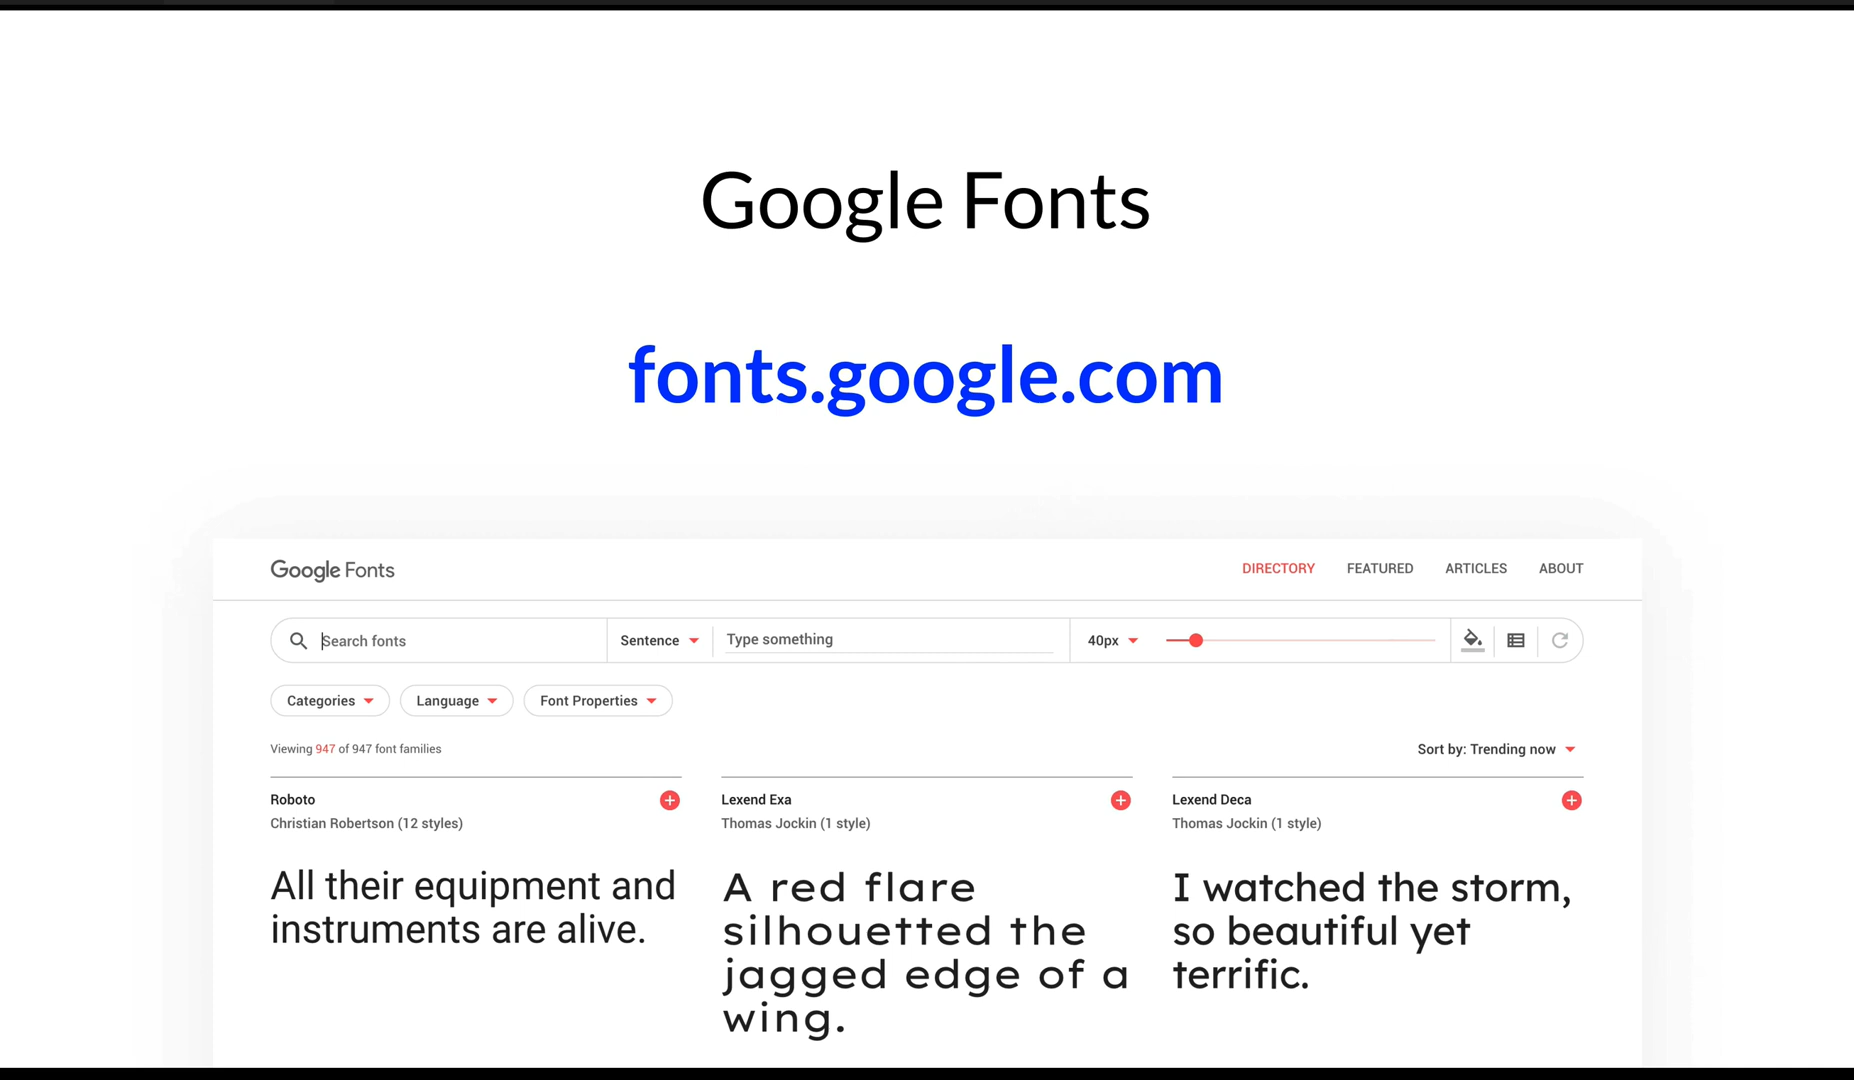 Google Fonts
fonts.google.com
Google Fonts
DIRECTORY FEATURED ARTICLES ABOUT
Search fonts Sentence Type something 40px
Categories Language Font Properties
Viewing 947 of 947 font families
Sort by: Trending now
Roboto
Christian Robertson (12 styles)
All their equipment and
instruments are alive.
Lexend Exa
Thomas Jockin (1 style)
A red flare
silhouetted the
jagged edge of a
wing.
Lexend Deca
Thomas Jockin (1 style)
I watched the storm,
so beautiful yet
terrific.